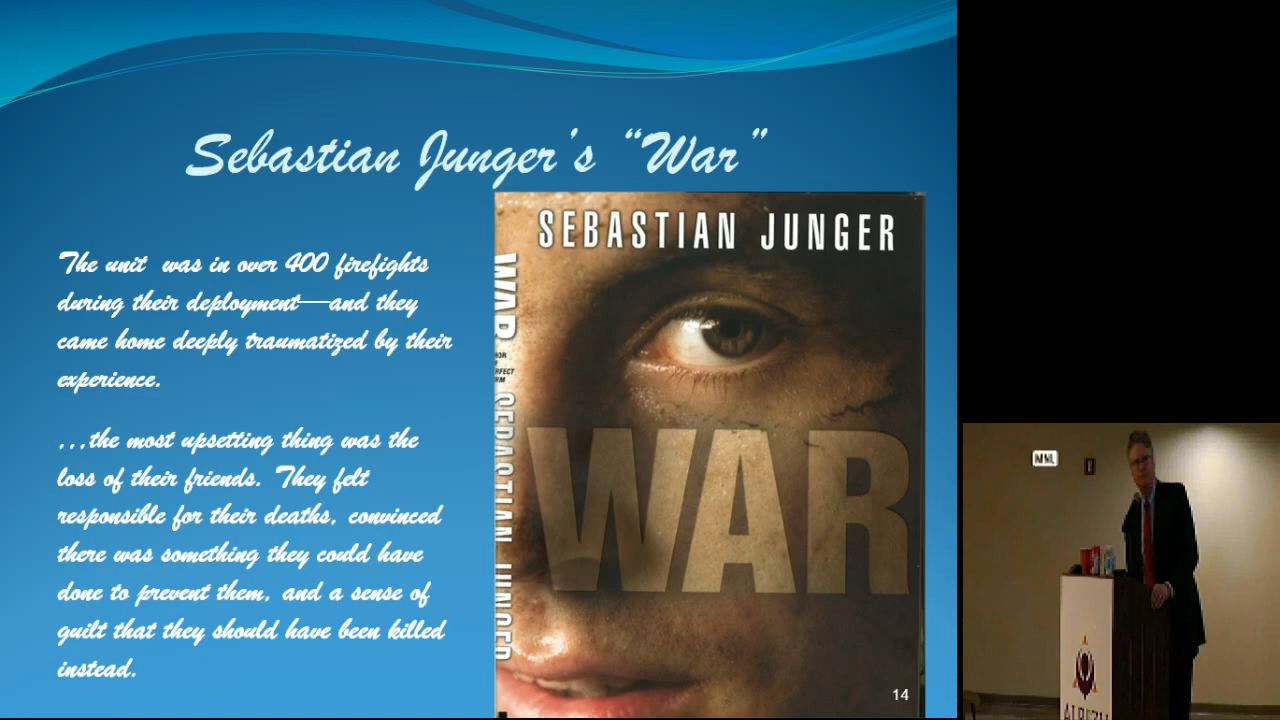 Sebastian Junger's “War”
The unit was in over 400 firefights
during their deployment—and they
came home deeply traumatized by their
experience.
...the most upsetting thing was the
loss of their friends. They felt
responsible for their deaths, convinced
there was something they could have
done to prevent them, and a sense of
guilt that they should have been killed
instead.
SEBASTIAN JUNGER
WAR
WAR
SEBASTIAN JUNGER
14